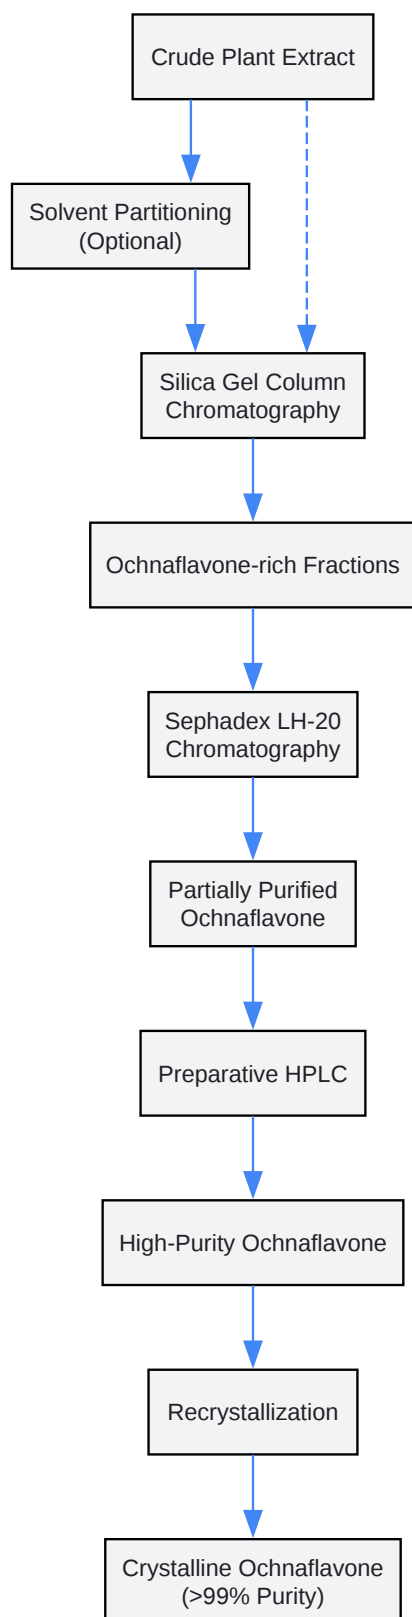 Crude Plant Extract
Solvent Partitioning
(Optional)
Silica Gel Column
Chromatography
Ochnaflavone-rich Fractions
Sephadex LH-20
Chromatography
Partially Purified
Ochnaflavone
Preparative HPLC
High-Purity Ochnaflavone
Recrystallization
Crystalline Ochnaflavone
(>99% Purity)